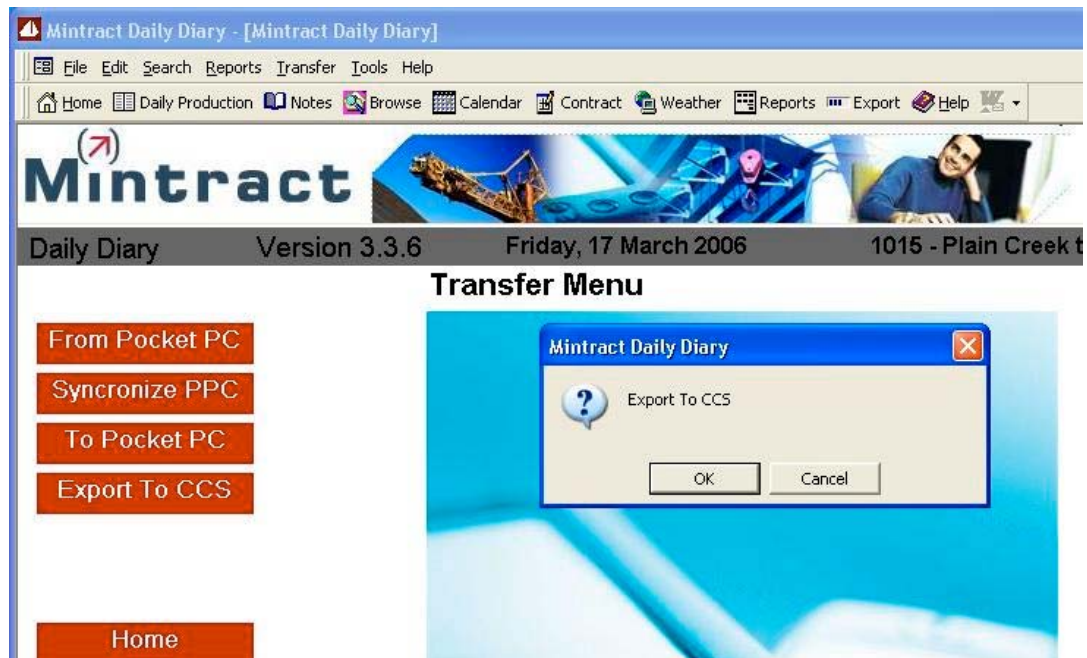 Mintract Daily Diary - [Mintract Daily Diary]
File Edit Search Reports Transfer Tools Help
Home Daily Production Notes Browse Calendar Contract Weather Reports Export Help
Mintract
Daily Diary Version 3.3.6 Friday, 17 March 2006 1015 - Plain Creek t
Transfer Menu
From Pocket PC
Syncronize PPC
To Pocket PC
Export To CCS
Home
Mintract Daily Diary
Export To CCS
OK Cancel